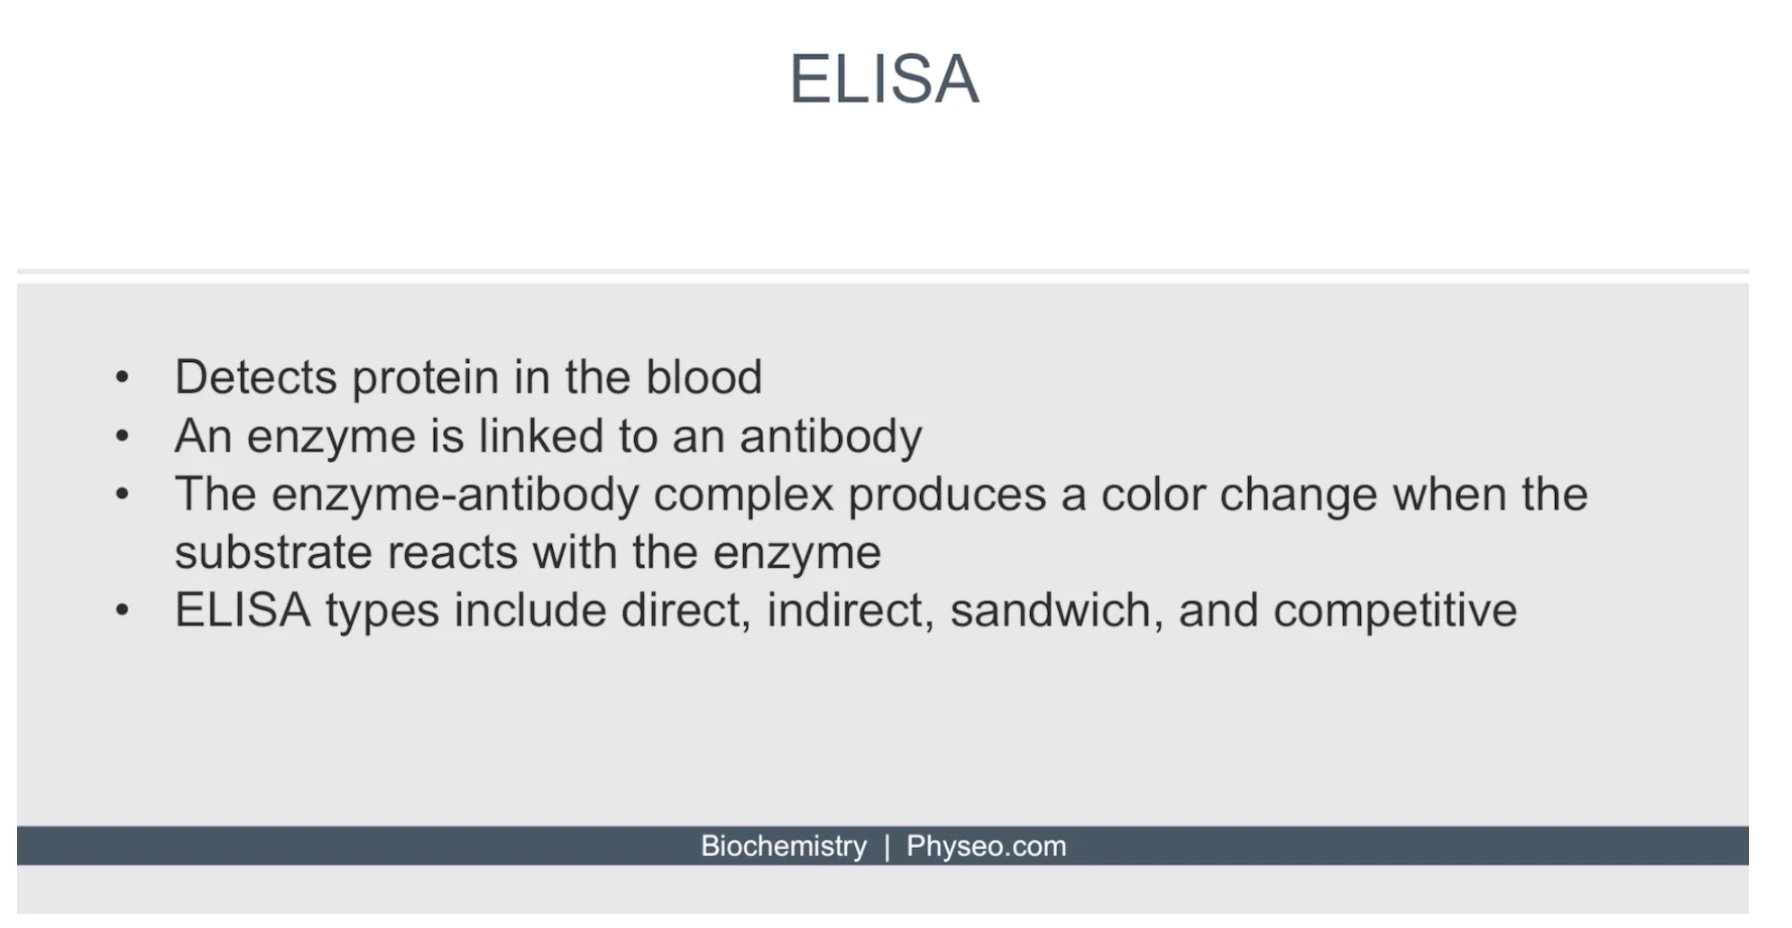 ELISA
• Detects protein in the blood
• An enzyme is linked to an antibody
• The enzyme-antibody complex produces a color change when the
substrate reacts with the enzyme
• ELISA types include direct, indirect, sandwich, and competitive
Biochemistry | Physeo.com